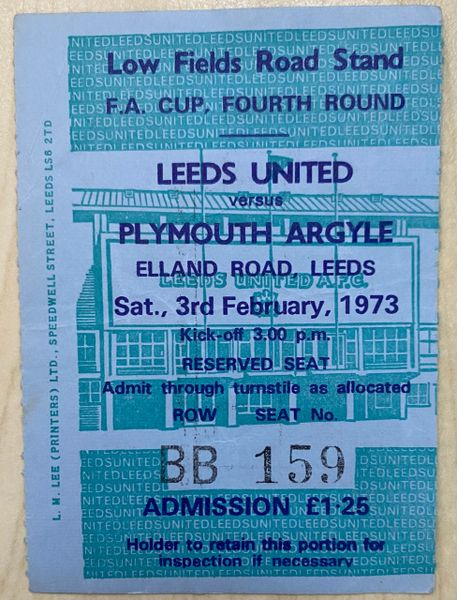 Low Fields Road Stand
F.A. CUP, FOURTH ROUND
LEEDS UNITED
versus
PLYMOUTH ARGYLE
ELLAND ROAD, LEEDS
LEEDS UNITED A.F.C.
Sat., 3rd February, 1973
Kick-off 3.00 p.m.
RESERVED SEAT
Admit through turnstile as allocated
ROW SEAT No.
BB 159
ADMISSION £1·25
Holder to retain this portion for
inspection if necessary
L. M. LEE (PRINTERS) LTD., SPEEDWELL STREET, LEEDS LS6 2TD